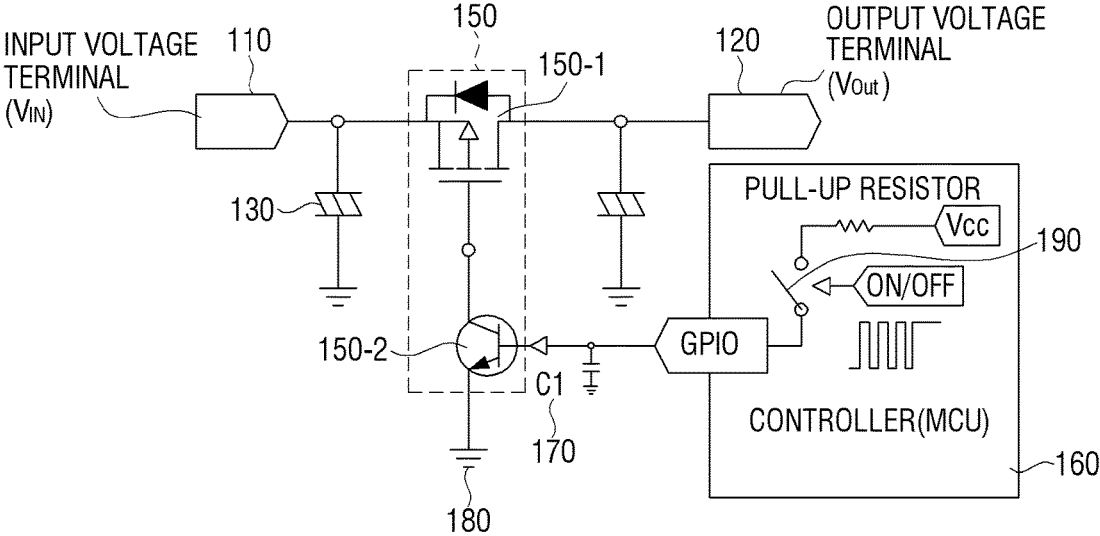 INPUT VOLTAGE
TERMINAL
(VIN)
110
150
150-1
120
OUTPUT VOLTAGE
TERMINAL
(VOut)
130
PULL-UP RESISTOR
Vcc
190
ON/OFF
150-2
GPIO
C1
170
CONTROLLER(MCU)
160
180